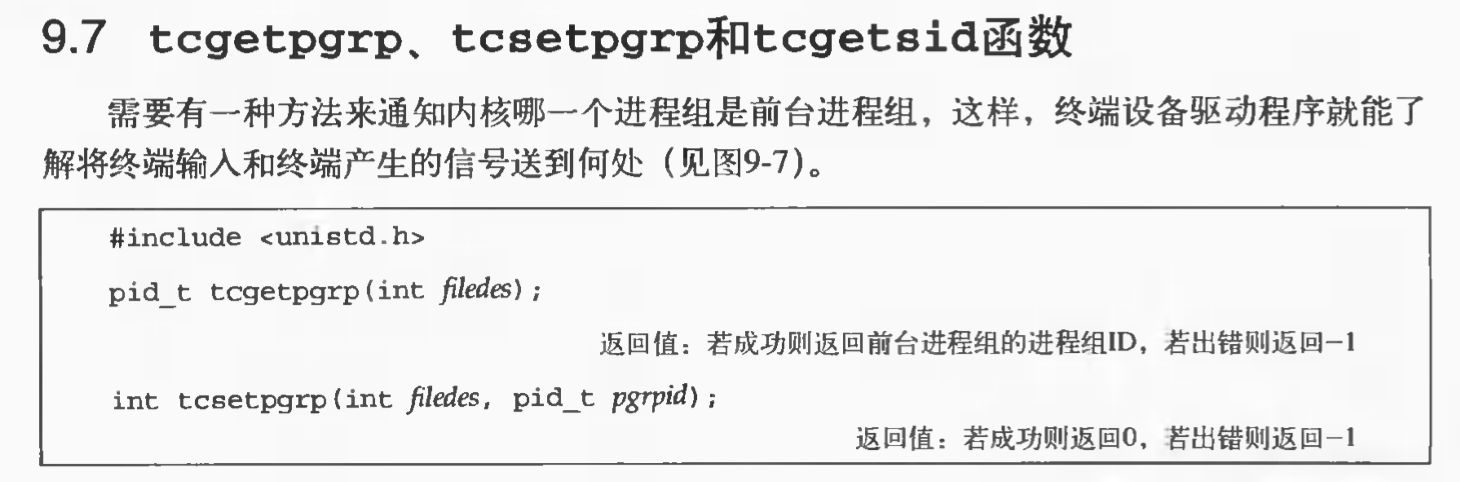 9.7 tcgetpgrp、tcsetpgrp和tcgetsid函数
需要有一种方法来通知内核哪一个进程组是前台进程组，这样，终端设备驱动程序就能了
解将终端输入和终端产生的信号送到何处（见图9-7）。
#include <unistd.h>
pid_t tcgetpgrp(int filedes);
返回值：若成功则返回前台进程组的进程组ID，若出错则返回−1
int tcsetpgrp(int filedes, pid_t pgrpid);
返回值：若成功则返回0，若出错则返回−1